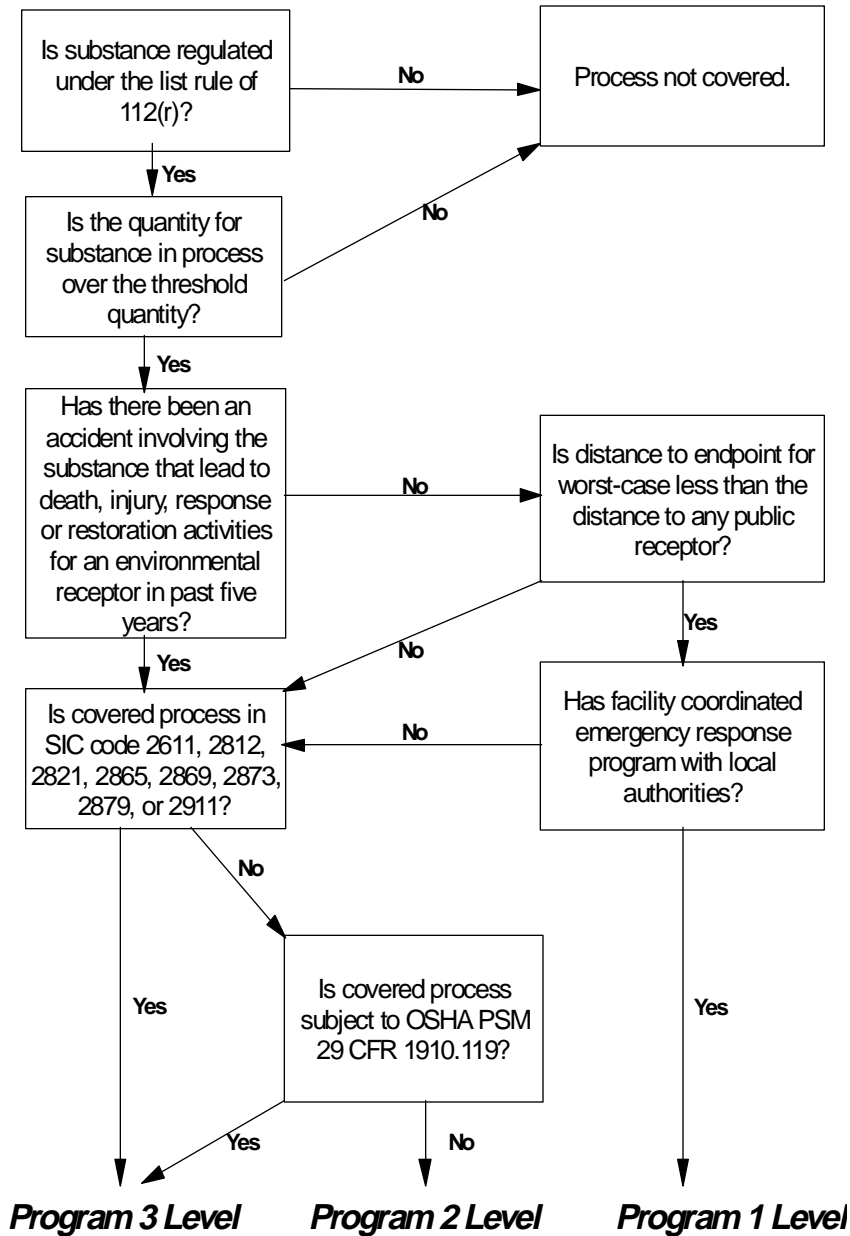 Is substance regulated
under the list rule of
112(r)?
No
Process not covered.
Yes
Is the quantity for
substance in process
over the threshold
quantity?
No
Yes
Has there been an
accident involving the
substance that lead to
death, injury, response
or restoration activities
for an environmental
receptor in past five
years?
No
Is distance to endpoint for
worst-case less than the
distance to any public
receptor?
No
Yes
Yes
Is covered process in
SIC code 2611, 2812,
2821, 2865, 2869, 2873,
2879, or 2911?
No
Has facility coordinated
emergency response
program with local
authorities?
No
Yes
Is covered process
subject to OSHA PSM
29 CFR 1910.119?
Yes
Yes
No
Program 3 Level
Program 2 Level
Program 1 Level